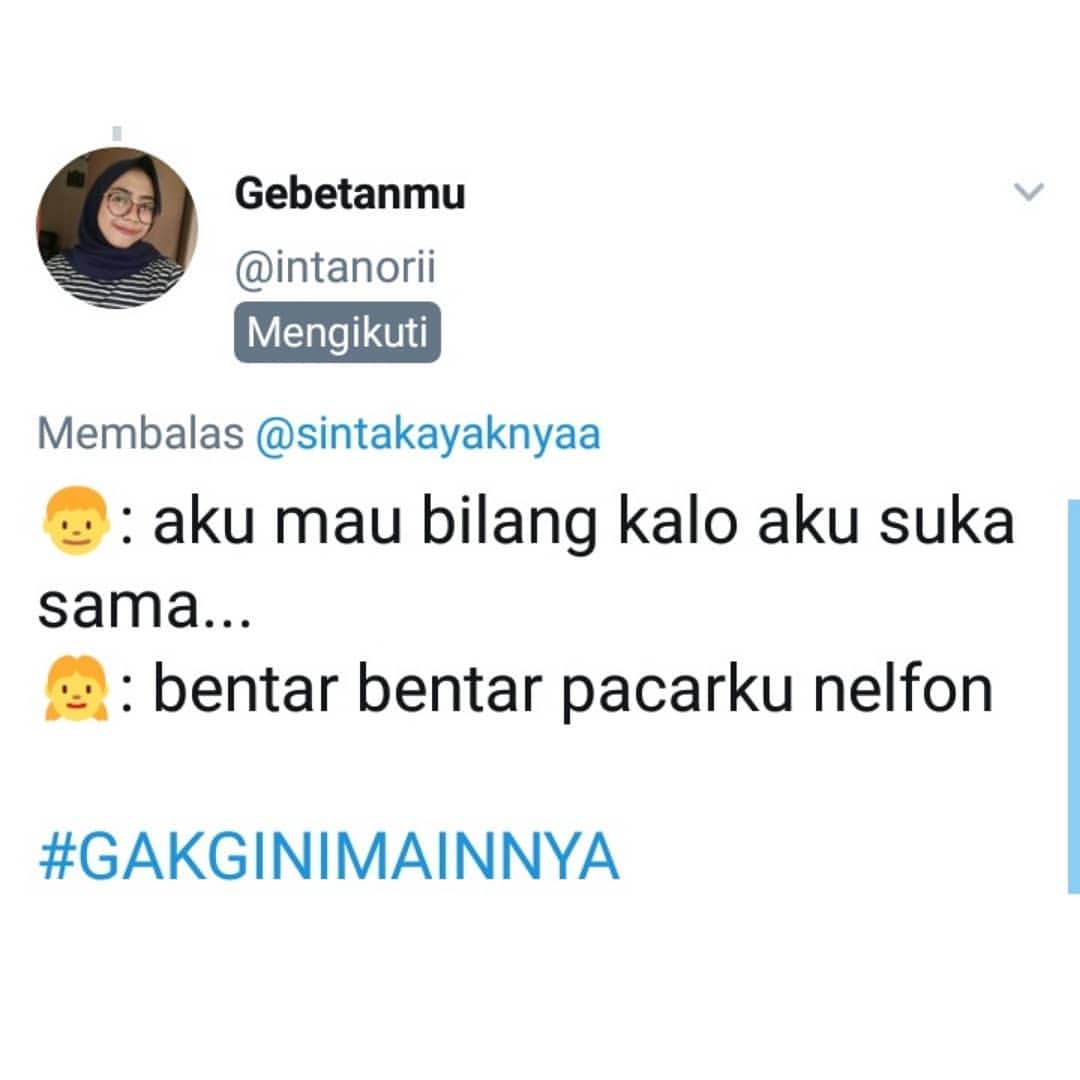 Gebetanmu
@intanorii
Mengikuti
Membalas @sintakayaknyaa
👦: aku mau bilang kalo aku suka
sama...
👧: bentar bentar pacarku nelfon
#GAKGINIMAINNYA